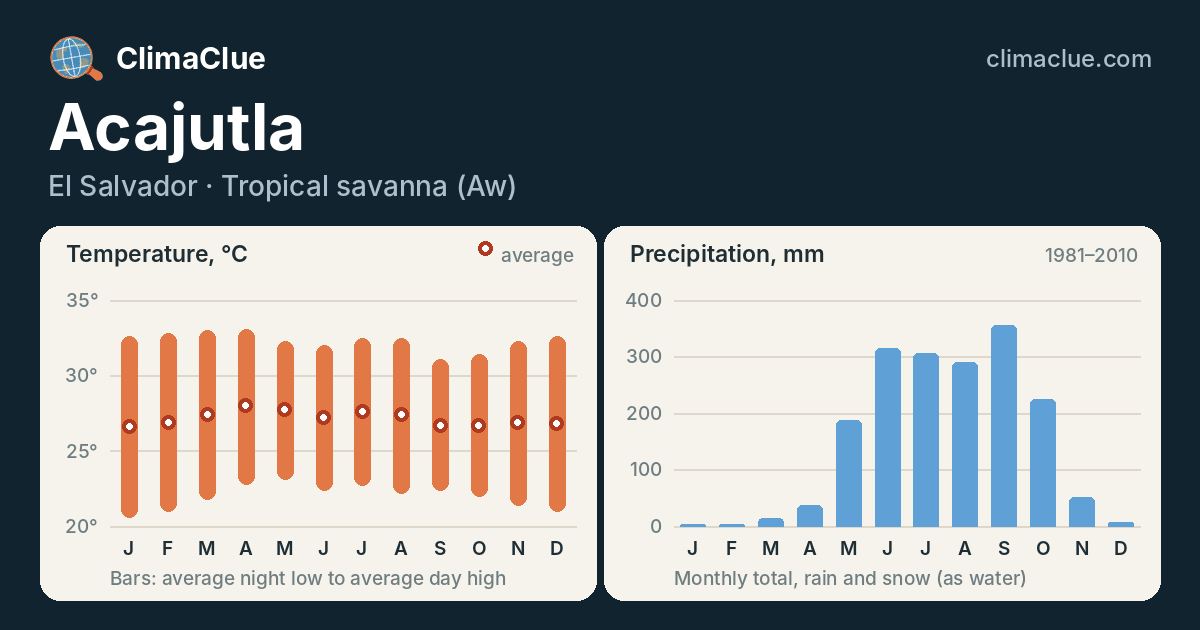 ClimaClue
climaclue.com
Acajutla
El Salvador · Tropical savanna (Aw)
Temperature, °C
average
35°
30°
25°
20°
J F M A M J J A S O N D
Bars: average night low to average day high
Precipitation, mm
1981–2010
400
300
200
100
0
J F M A M J J A S O N D
Monthly total, rain and snow (as water)